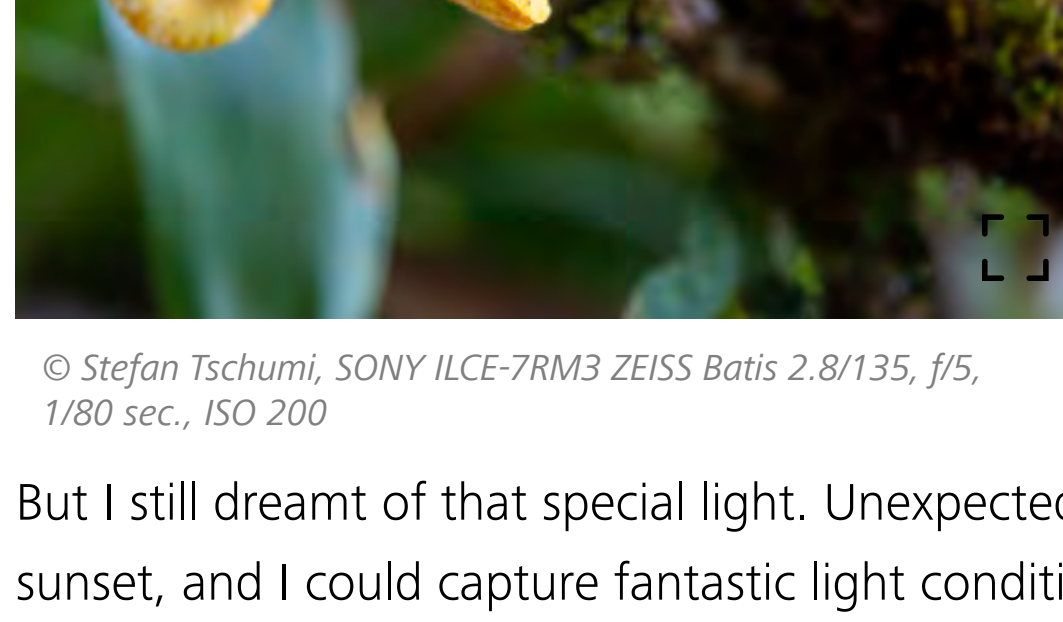 © Stefan Tschumi, SONY ILCE-7RM3 ZEISS Batis 2.8/135, f/5,
1/80 sec., ISO 200
But I still dreamt of that special light.
sunset, and I could capture fantastic light